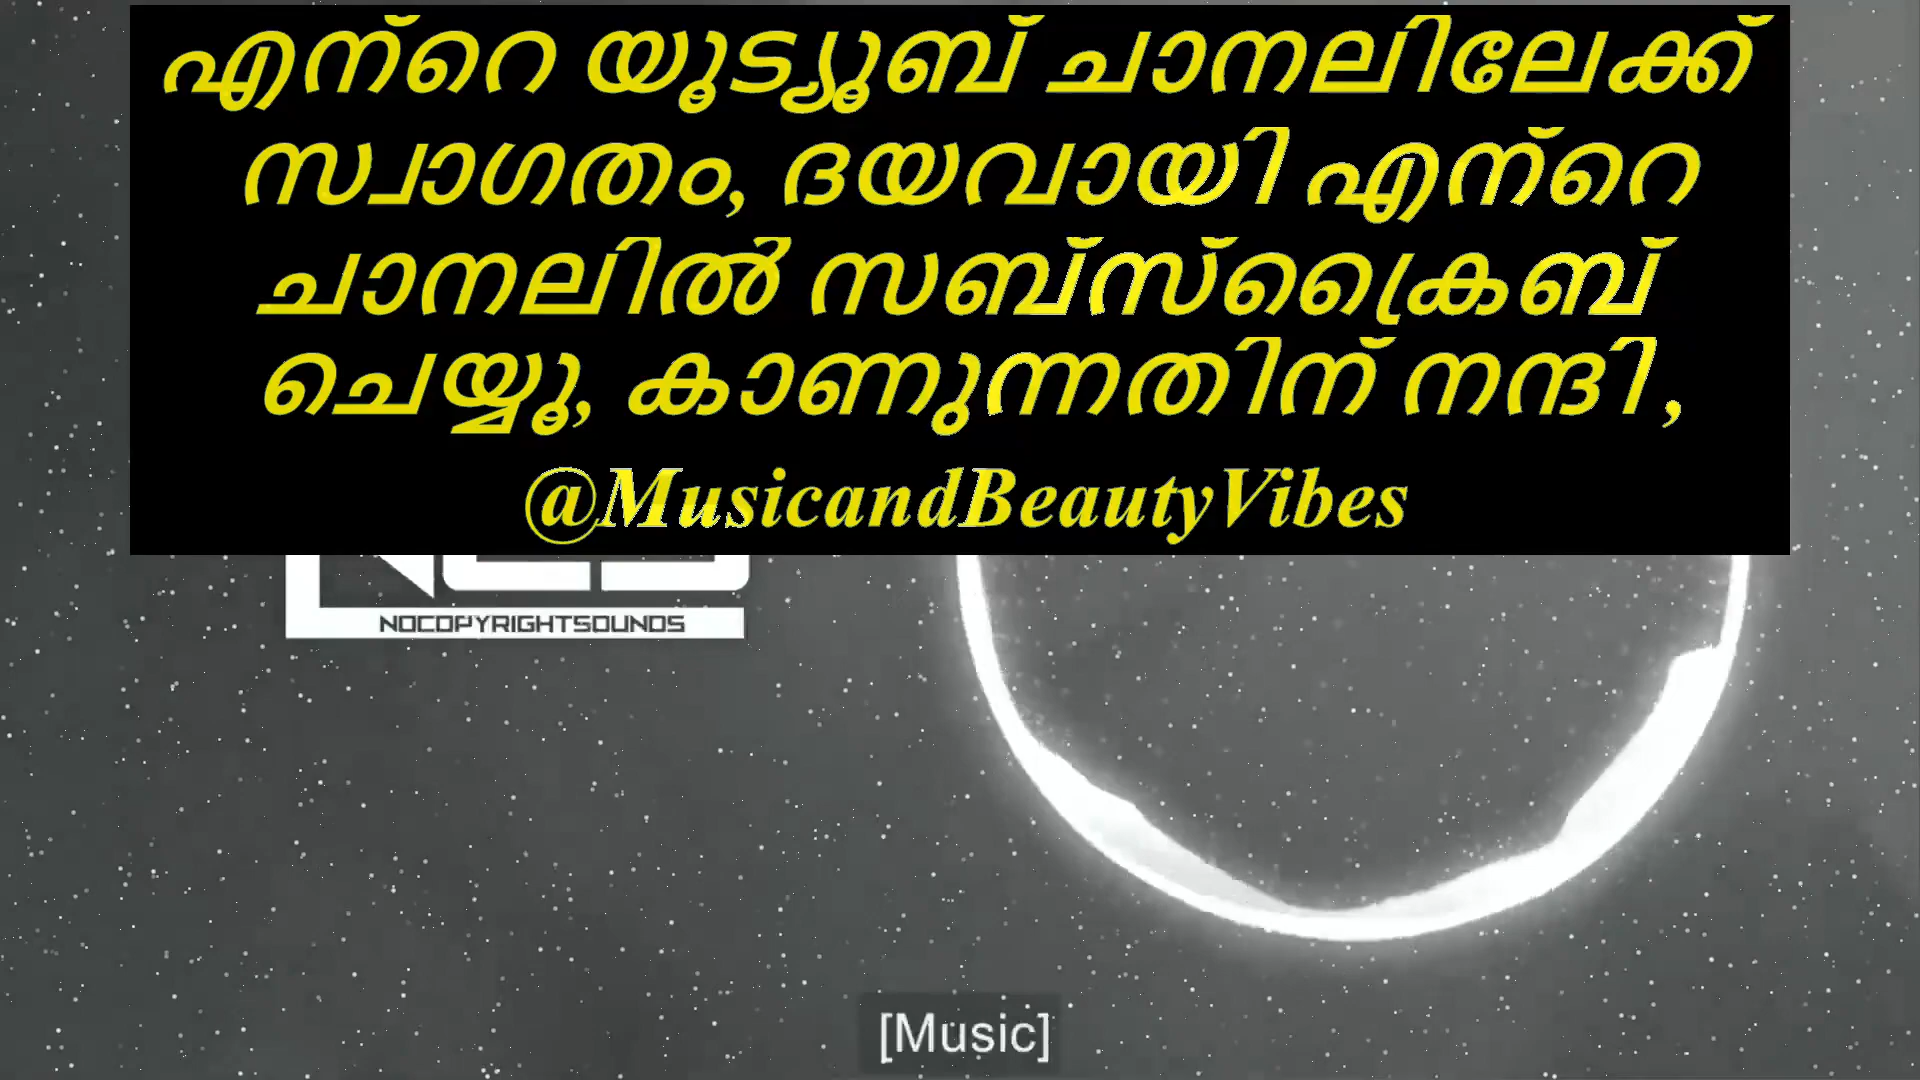 എന്റെ യൂട്യൂബ് ചാനലിലേക്ക്
സ്വാഗതം, ദയവായി എന്റെ
ചാനലിൽ സബ്സ്ക്രൈബ്
ചെയ്യൂ, കാണുന്നതിന് നന്ദി,
@MusicandBeautyVibes
NOCOPYRIGHTSOUNDS
[Music]